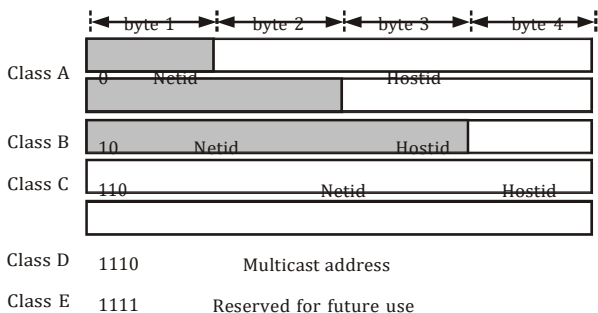 byte 1 byte 2 byte 3 byte 4
Class A
0 Netid Hostid
Class B
10 Netid Hostid
Class C
110 Netid Hostid
Class D 1110 Multicast address
Class E 1111 Reserved for future use